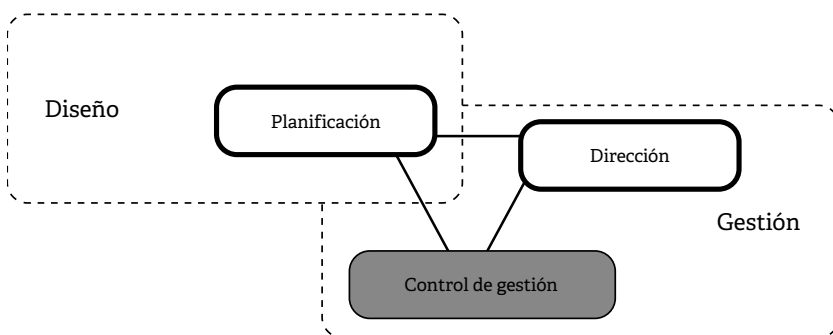 Diseño
Planificación
Dirección
Gestión
Control de gestión